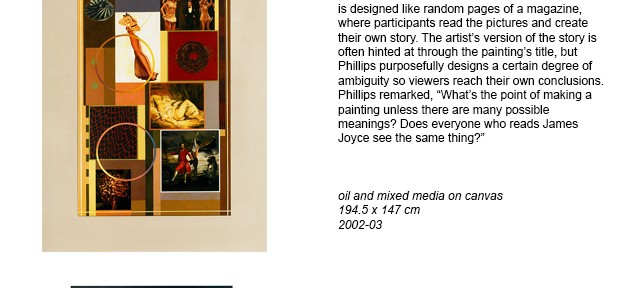 is designed like random pages of a magazine,
where participants read the pictures and create
their own story. The artist’s version of the story is
often hinted at through the painting’s title, but
Phillips purposefully designs a certain degree of
ambiguity so viewers reach their own conclusions.
Phillips remarked, “What’s the point of making a
painting unless there are many possible
meanings? Does everyone who reads James
Joyce see the same thing?”
oil and mixed media on canvas
194.5 x 147 cm
2002-03